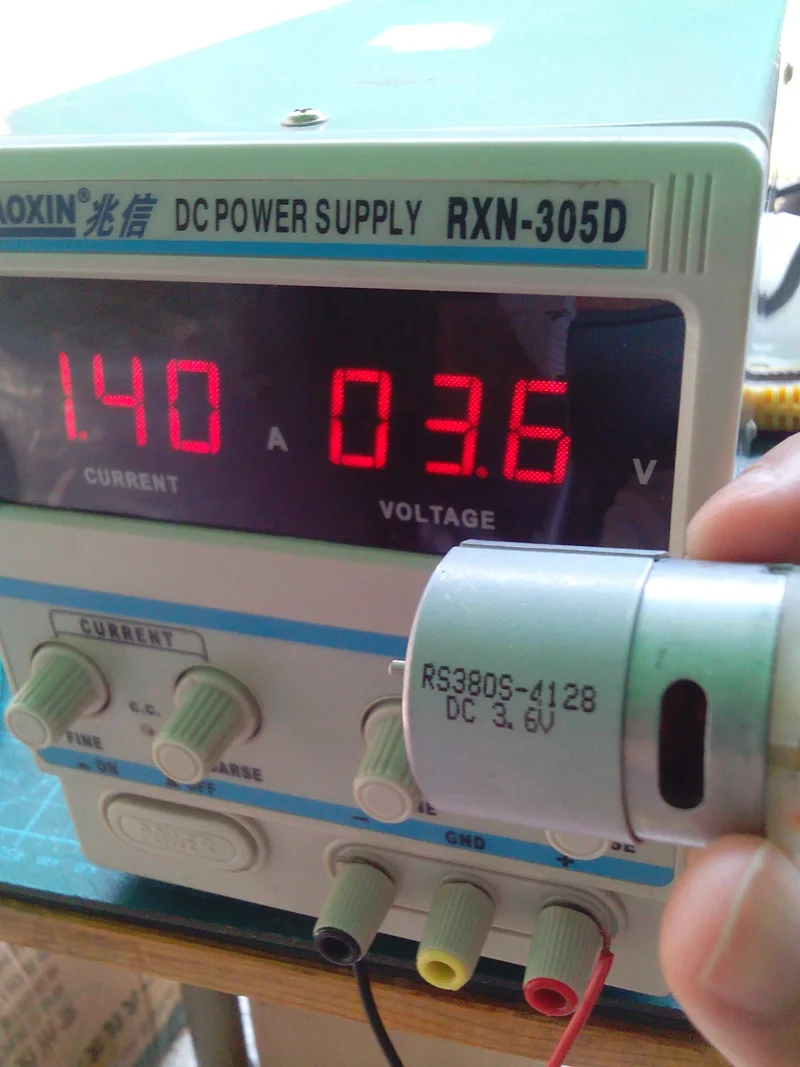 AOXIN® 兆信 DC POWER SUPPLY RXN-305D
1.40 A 03.6 V
CURRENT
VOLTAGE
CURRENT
C.C.
FINE
ON
OFF
RS380S-4128
DC 3.6V
POWER
−
GND
+